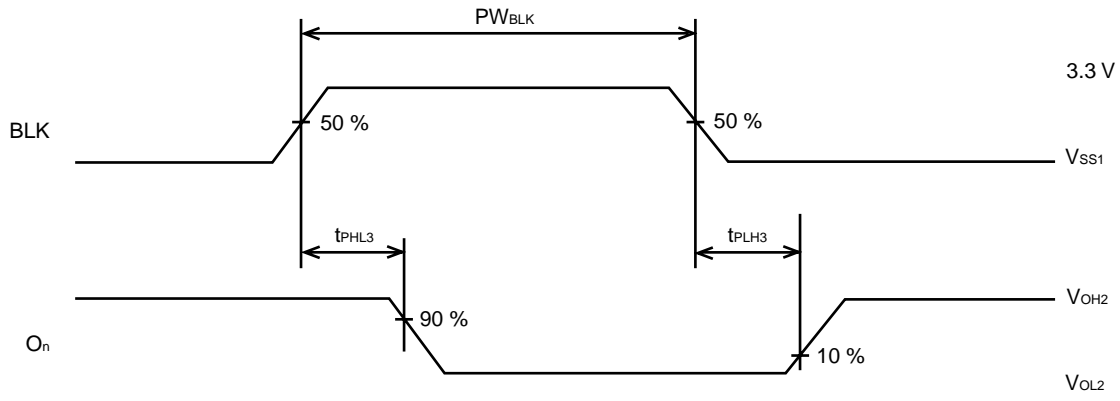 PWBLK
3.3 V
BLK
50 %
50 %
VSS1
tPHL3
tPLH3
VOH2
On
90 %
10 %
VOL2